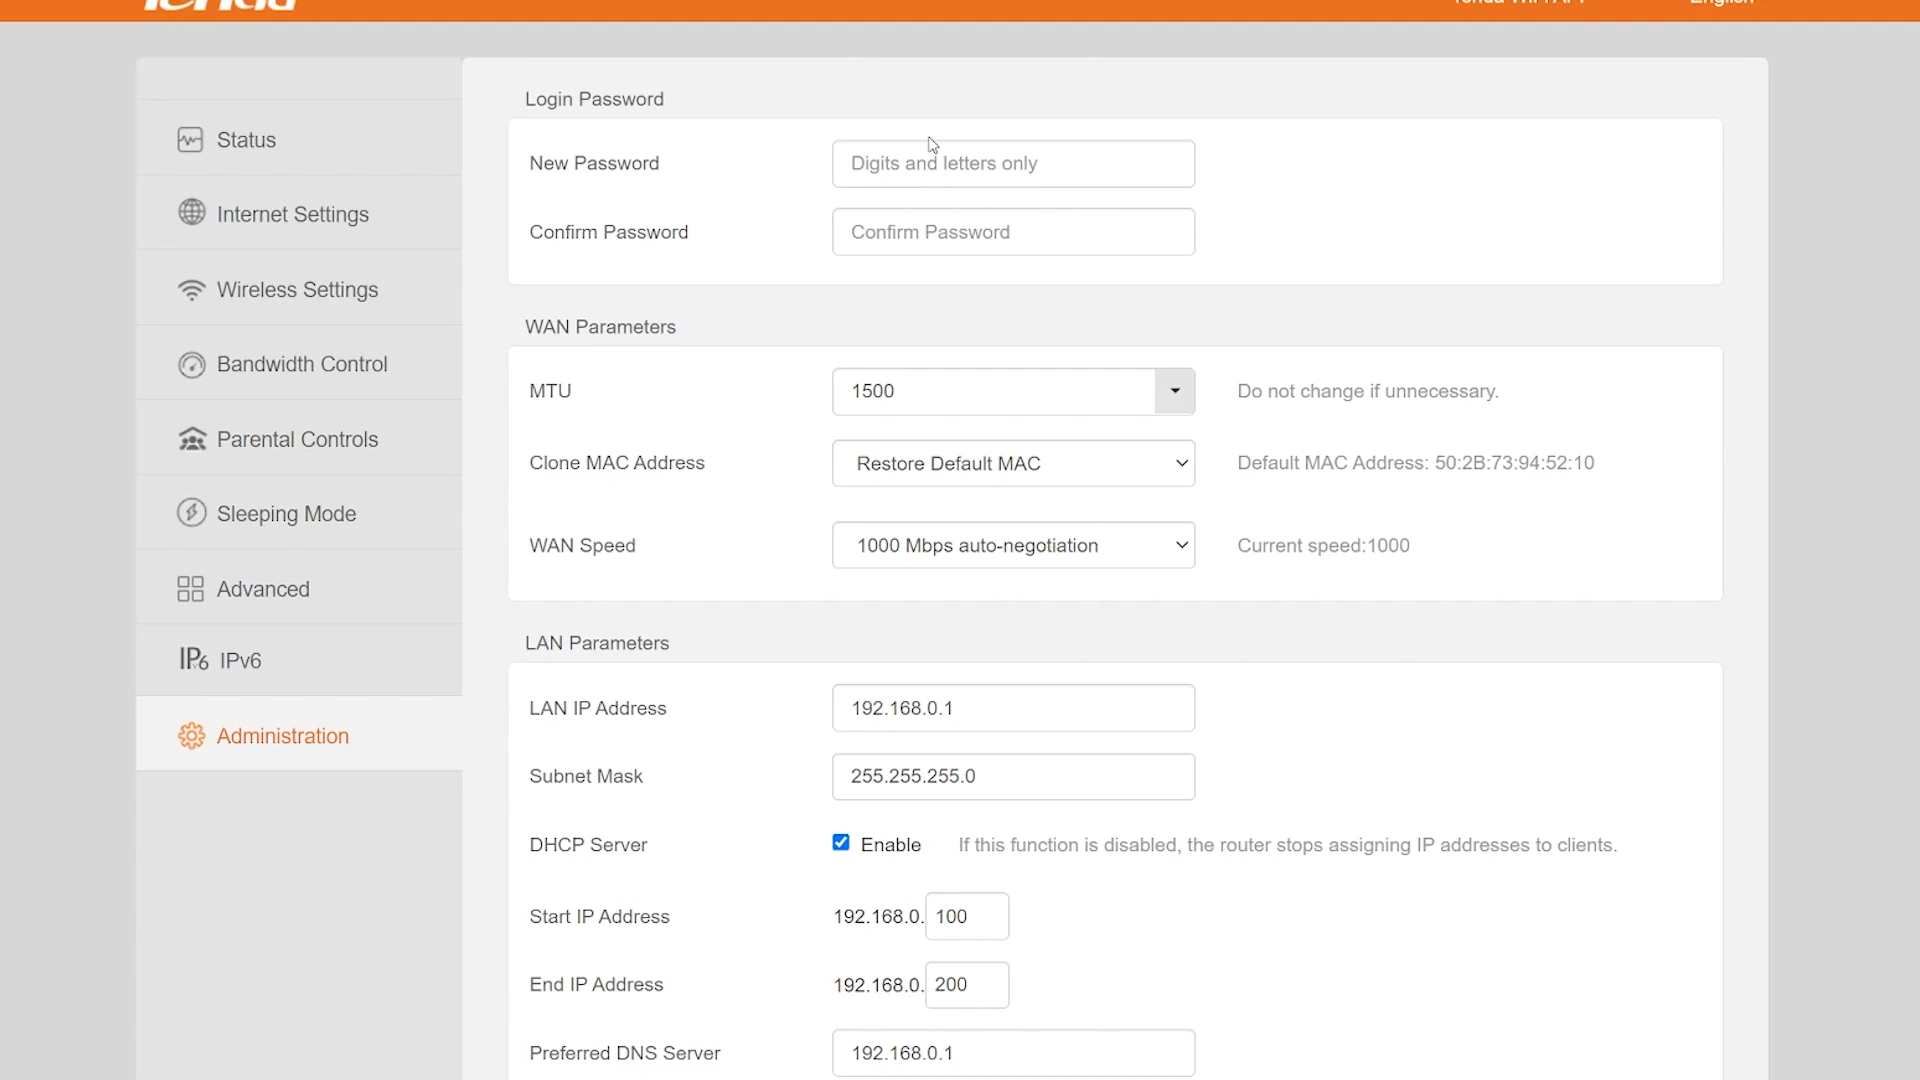 Tenda
English
Login Password
Status
New Password
Digits and letters only
Internet Settings
Confirm Password
Confirm Password
Wireless Settings
WAN Parameters
Bandwidth Control
MTU
1500
Do not change if unnecessary.
Parental Controls
Clone MAC Address
Restore Default MAC
Default MAC Address: 50:2B:73:94:52:10
Sleeping Mode
WAN Speed
1000 Mbps auto-negotiation
Current speed:1000
Advanced
LAN Parameters
IPv6 IPv6
LAN IP Address
192.168.0.1
Administration
Subnet Mask
255.255.255.0
DHCP Server
Enable
If this function is disabled, the router stops assigning IP addresses to clients.
Start IP Address
192.168.0. 100
End IP Address
192.168.0. 200
Preferred DNS Server
192.168.0.1